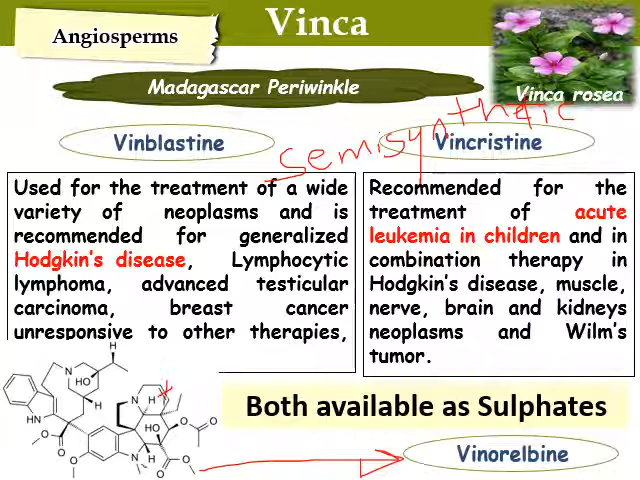 Vinca
Angiosperms
Madagascar Periwinkle
Vinca rosea
Semisynthetic
Vinblastine
Vincristine
Used for the treatment of a wide
variety of neoplasms and is
recommended for generalized
Hodgkin's disease, Lymphocytic
lymphoma, advanced testicular
carcinoma, breast cancer
unresponsive to other therapies,
Recommended for the
treatment of acute
leukemia in children and in
combination therapy in
Hodgkin's disease, muscle,
nerve, brain and kidneys
neoplasms and Wilm's
tumor.
Both available as Sulphates
Vinorelbine